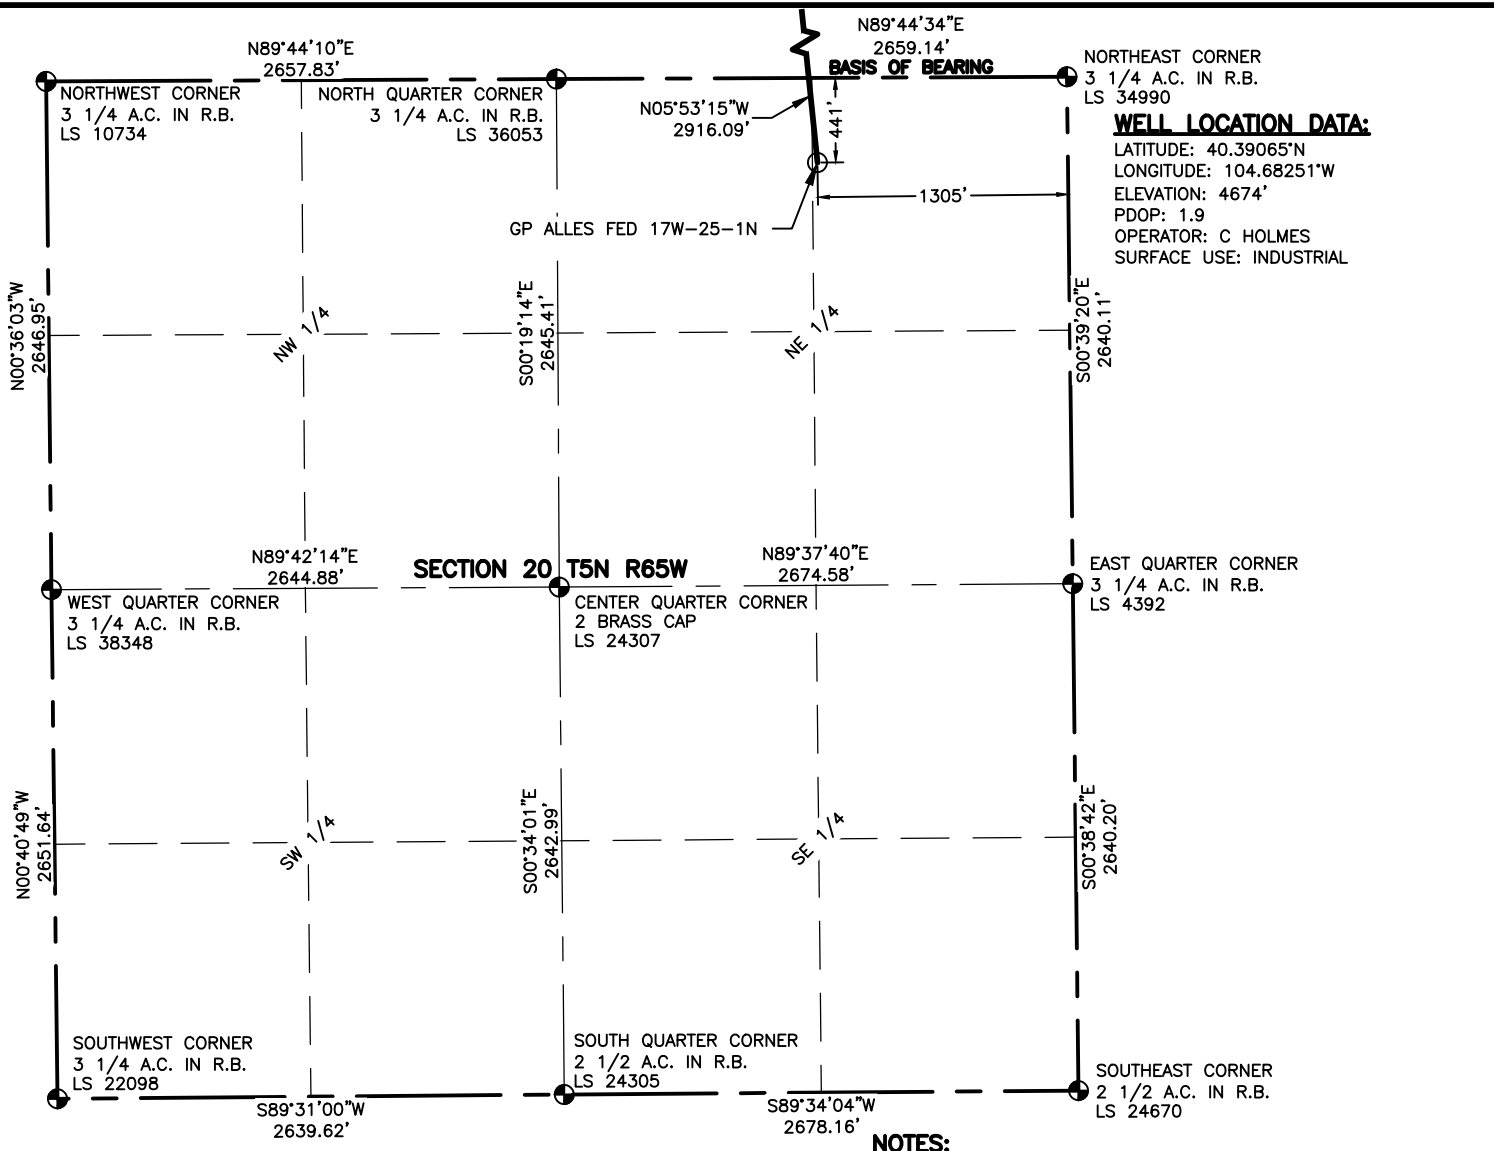 N89°44'10"E
2657.83'
N89°44'34"E
2659.14'
BASIS OF BEARING
NORTHWEST CORNER
3 1/4 A.C. IN R.B.
LS 10734
NORTH QUARTER CORNER
3 1/4 A.C. IN R.B.
LS 36053
N05°53'15"W
2916.09'
441'
NORTHEAST CORNER
3 1/4 A.C. IN R.B.
LS 34990
WELL LOCATION DATA:
LATITUDE: 40.39065°N
LONGITUDE: 104.68251°W
ELEVATION: 4674'
PDOP: 1.9
OPERATOR: C HOLMES
SURFACE USE: INDUSTRIAL
1305'
GP ALLES FED 17W-25-1N
N00°36'03"W
2646.95'
NW 1/4
S00°19'14"E
2645.41'
NE 1/4
S00°39'20"E
2640.11'
N89°42'14"E
2644.88'
SECTION 20 T5N R65W
N89°37'40"E
2674.58'
WEST QUARTER CORNER
3 1/4 A.C. IN R.B.
LS 38348
CENTER QUARTER CORNER
2 BRASS CAP
LS 24307
EAST QUARTER CORNER
3 1/4 A.C. IN R.B.
LS 4392
N00°40'49"W
2651.64'
SW 1/4
S00°34'01"E
2642.99'
SE 1/4
S00°38'42"E
2640.20'
SOUTHWEST CORNER
3 1/4 A.C. IN R.B.
LS 22098
SOUTH QUARTER CORNER
2 1/2 A.C. IN R.B.
LS 24305
SOUTHEAST CORNER
2 1/2 A.C. IN R.B.
LS 24670
S89°31'00"W
2639.62'
S89°34'04"W
2678.16'
NOTES: